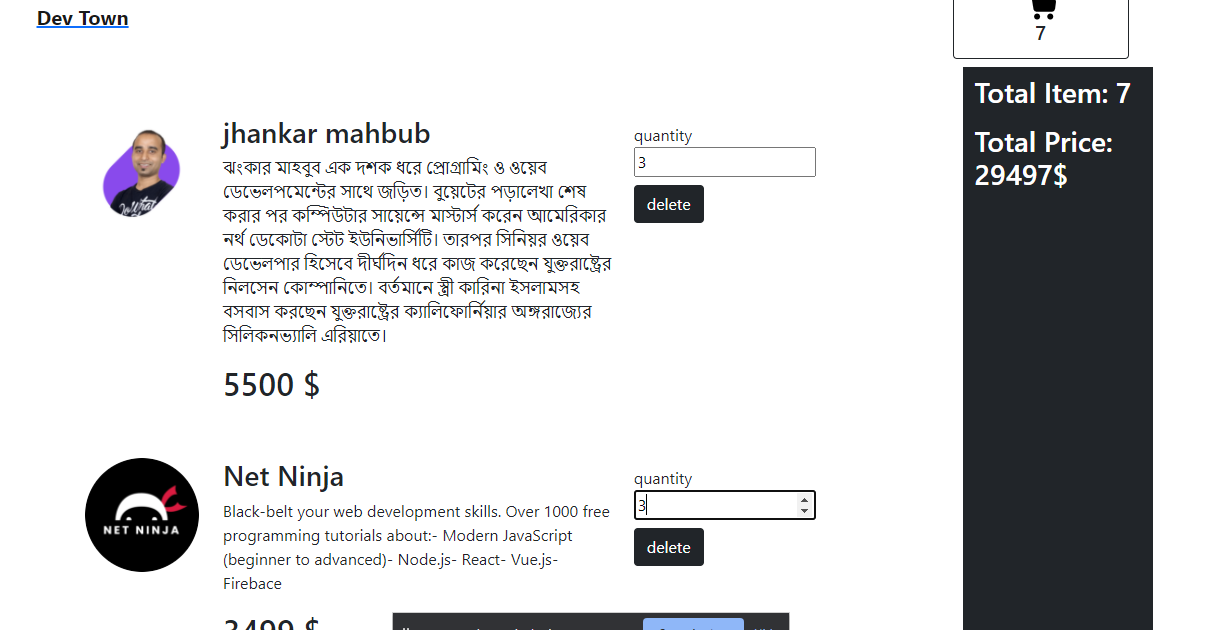 Dev Town
7
Total Item: 7
Total Price:
29497$
jhankar mahbub
ঝংকার মাহবুব এক দশক ধরে প্রোগ্রামিং ও ওয়েব
ডেভেলপমেন্টের সাথে জড়িত। বুয়েটের পড়ালেখা শেষ
করার পর কম্পিউটার সায়েন্সে মাস্টার্স করেন আমেরিকার
নর্থ ডেকোটা স্টেট ইউনিভার্সিটি। তারপর সিনিয়র ওয়েব
ডেভেলপার হিসেবে দীর্ঘদিন ধরে কাজ করেছেন যুক্তরাষ্ট্রের
নিলসেন কোম্পানিতে। বর্তমানে স্ত্রী কারিনা ইসলামসহ
বসবাস করছেন যুক্তরাষ্ট্রের ক্যালিফোর্নিয়ার অঙ্গরাজ্যের
সিলিকনভ্যালি এরিয়াতে।
5500 $
quantity
3
delete
NET NINJA
Net Ninja
Black-belt your web development skills. Over 1000 free
programming tutorials about:- Modern JavaScript
(beginner to advanced)- Node.js- React- Vue.js-
Firebace
quantity
3
delete